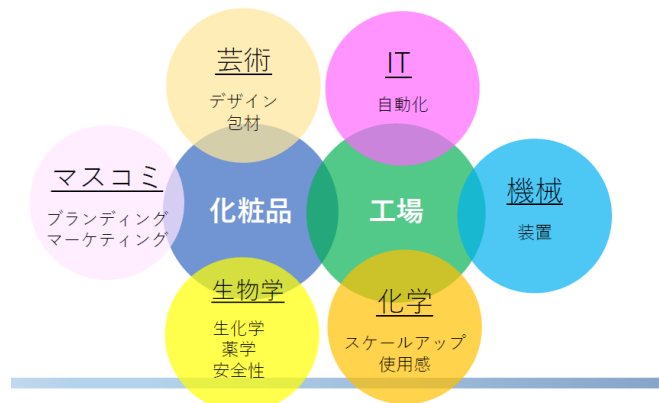 芸術
デザイン
包材
IT
自動化
マスコミ
ブランディング
マーケティング
化粧品
工場
機械
装置
生物学
生化学
薬学
安全性
化学
スケールアップ
使用感